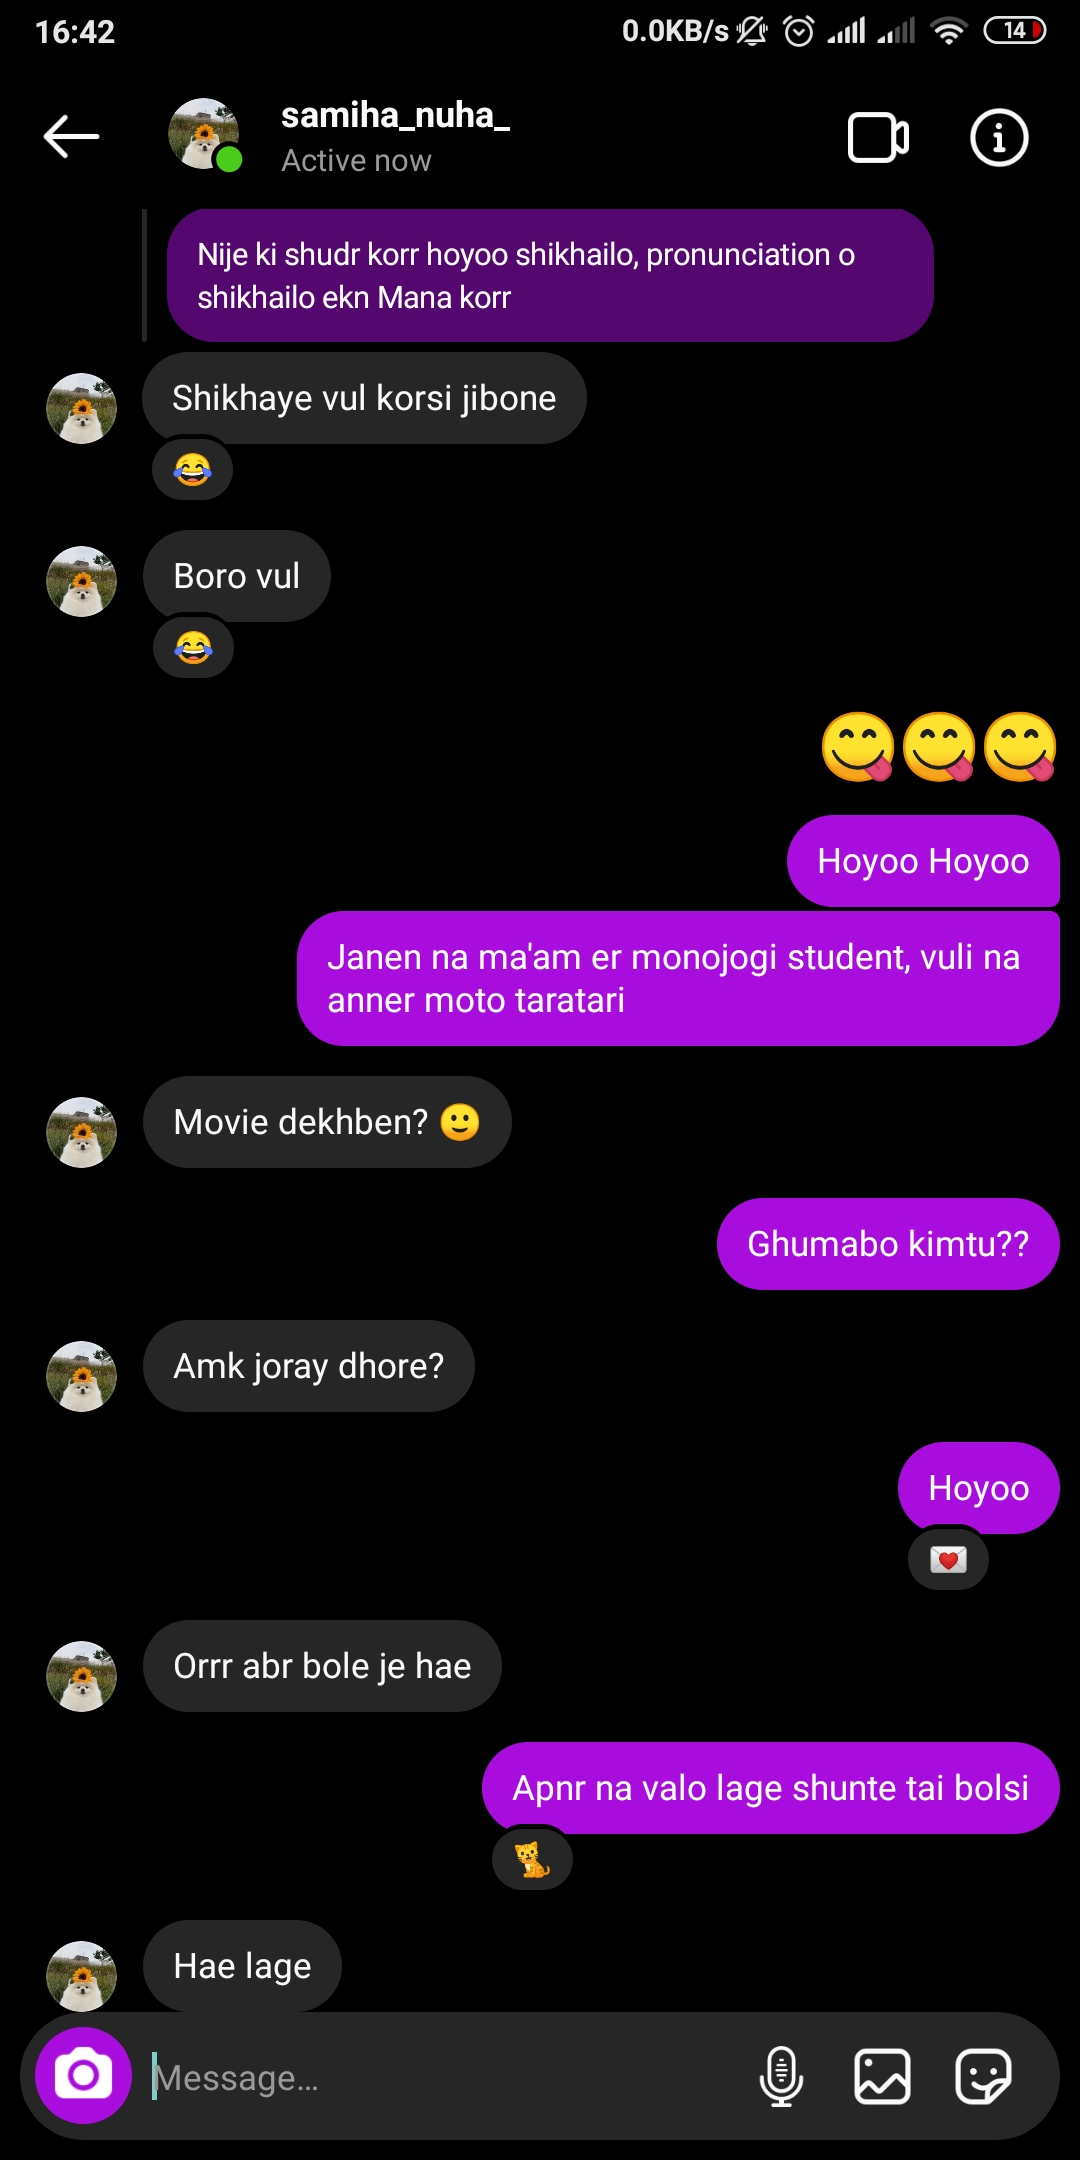 16:42
0.0KB/s
14
samiha_nuha_
Active now
Nije ki shudr korr hoyoo shikhailo, pronunciation o
shikhailo ekn Mana korr
Shikhaye vul korsi jibone
😂
Boro vul
😂
😋😋😋
Hoyoo Hoyoo
Janen na ma'am er monojogi student, vuli na
anner moto taratari
Movie dekhben? 🙂
Ghumabo kimtu??
Amk joray dhore?
Hoyoo
💌
Orrr abr bole je hae
Apnr na valo lage shunte tai bolsi
🐆
Hae lage
Message...